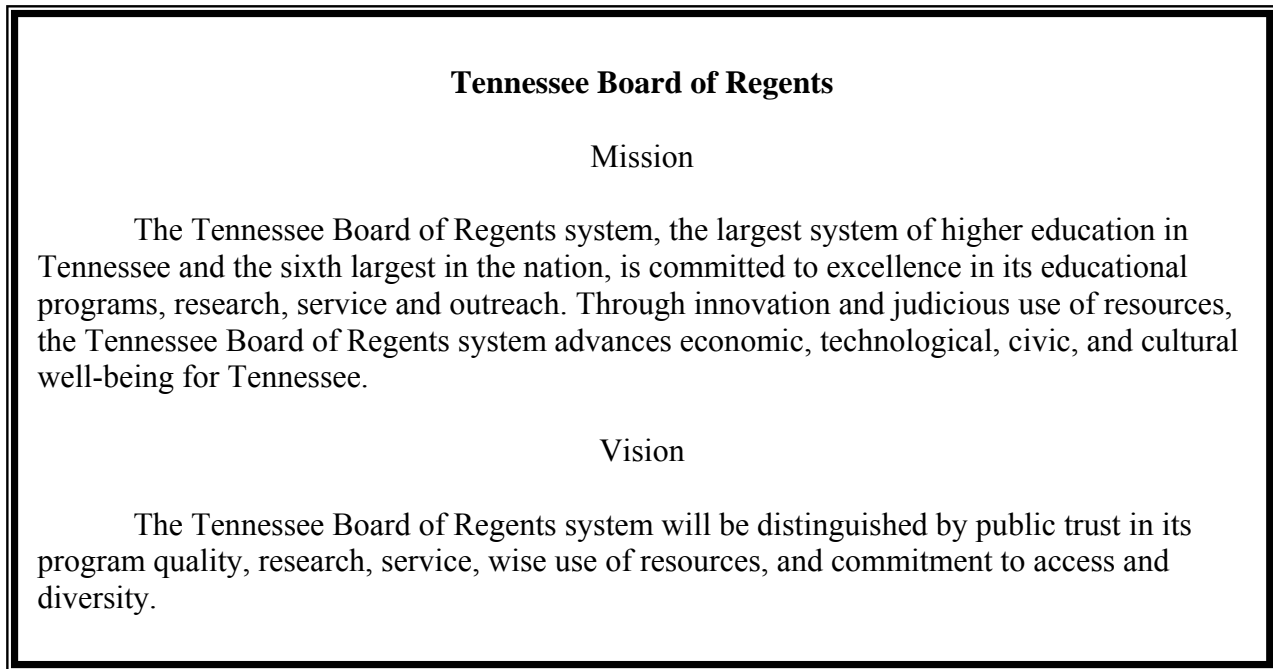 Tennessee Board of Regents
Mission
The Tennessee Board of Regents system, the largest system of higher education in
Tennessee and the sixth largest in the nation, is committed to excellence in its educational
programs, research, service and outreach. Through innovation and judicious use of resources,
the Tennessee Board of Regents system advances economic, technological, civic, and cultural
well-being for Tennessee.
Vision
The Tennessee Board of Regents system will be distinguished by public trust in its
program quality, research, service, wise use of resources, and commitment to access and
diversity.